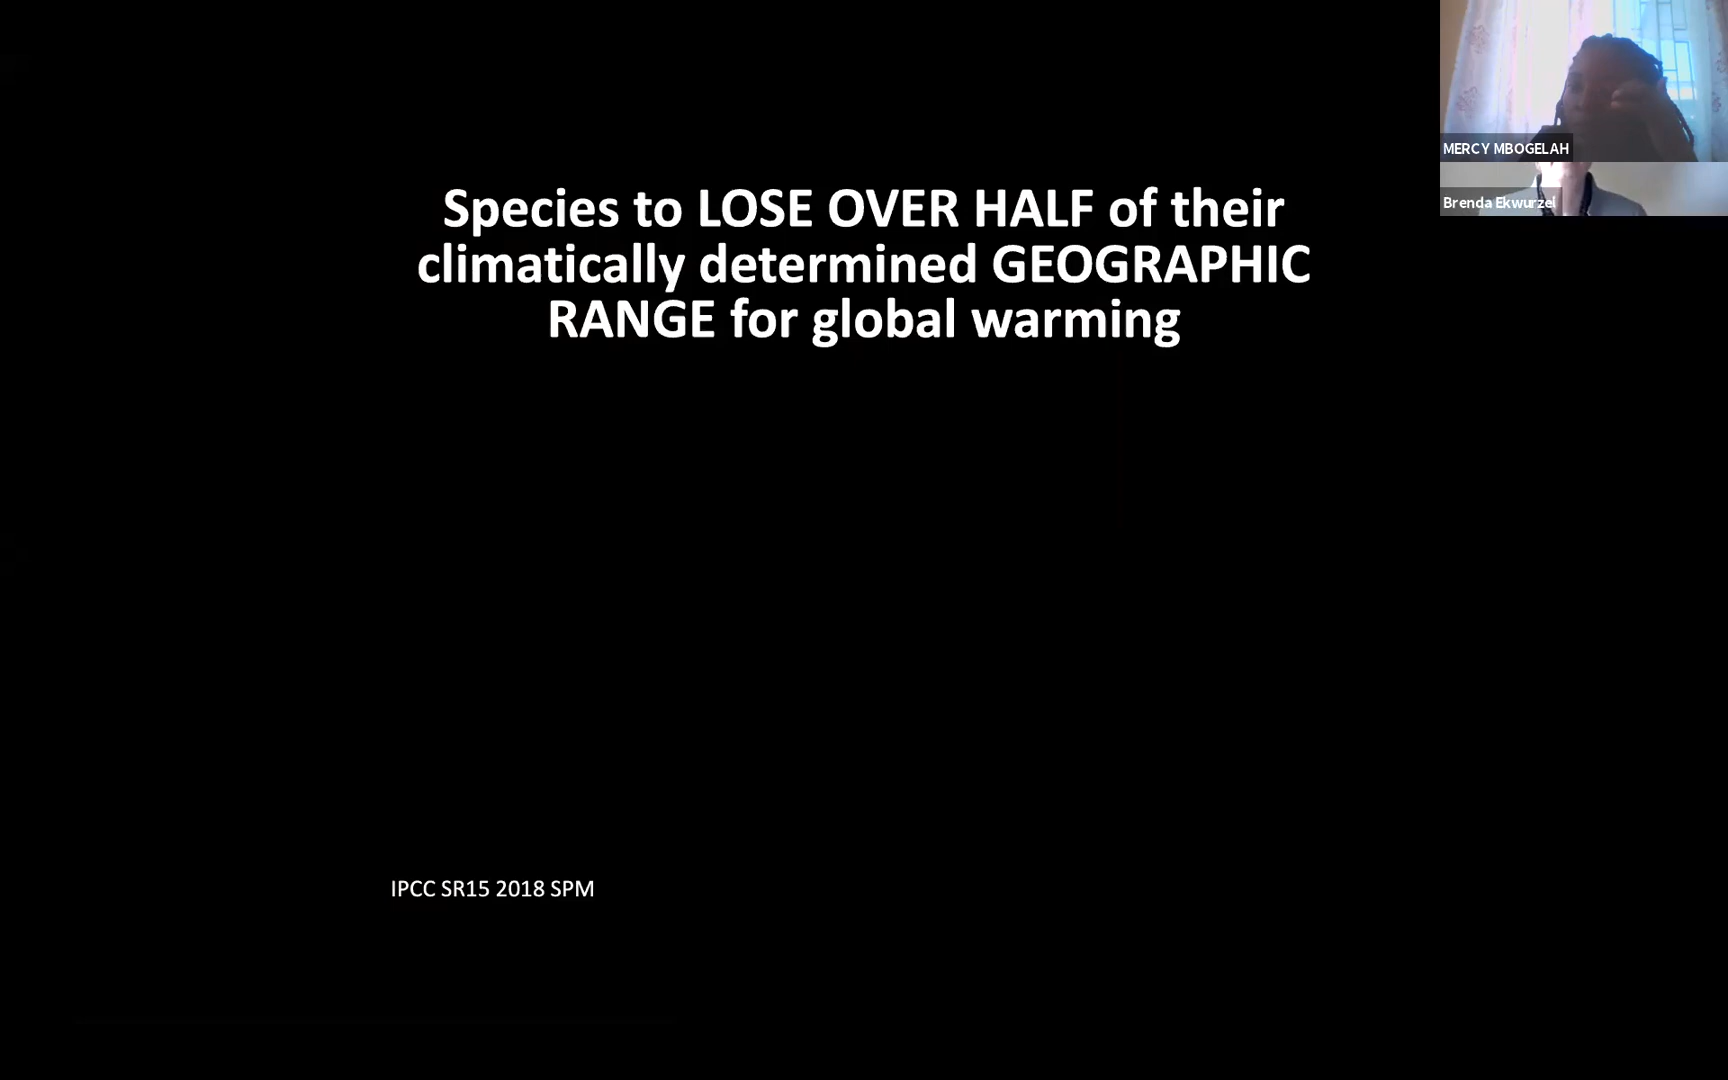 MERCY MBOGELAH
Brenda Ekwurzel
Species to LOSE OVER HALF of their
climatically determined GEOGRAPHIC
RANGE for global warming
IPCC SR15 2018 SPM